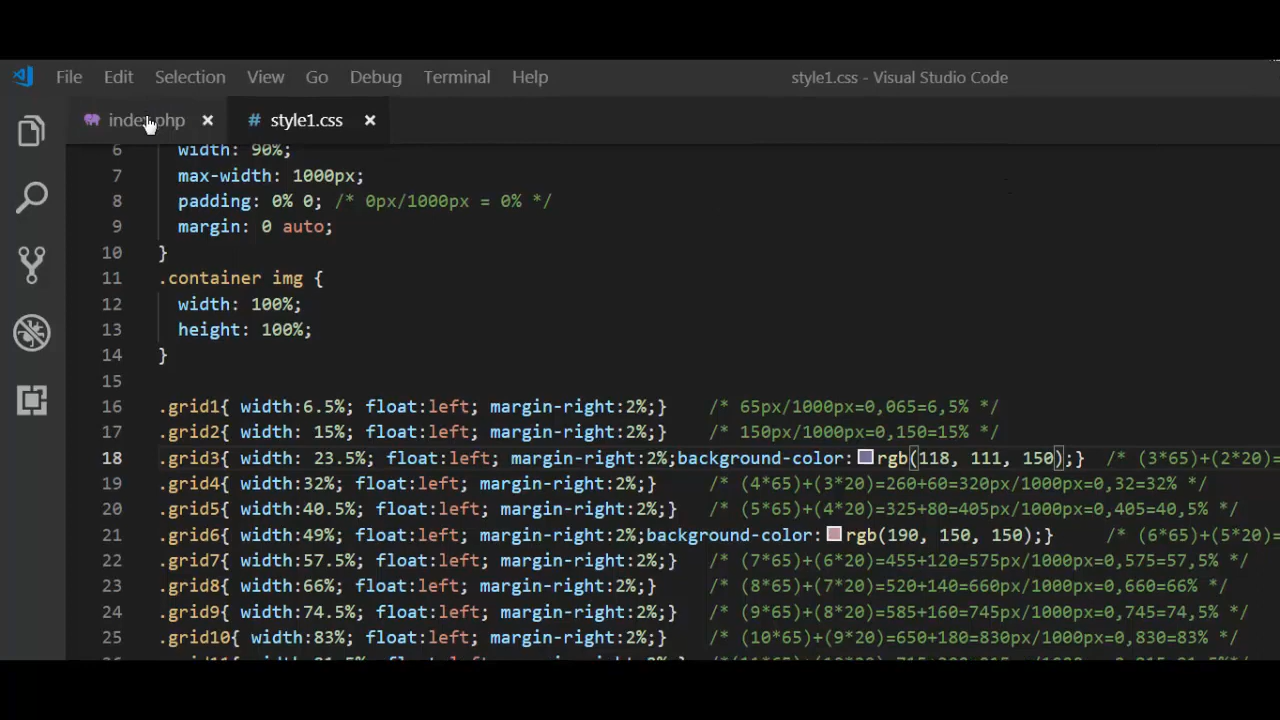 File Edit Selection View Go Debug Terminal Help style1.css - Visual Studio Code
index.php × # style1.css ×
6 width: 90%;
7 max-width: 1000px;
8 padding: 0% 0; /* 0px/1000px = 0% */
9 margin: 0 auto;
10 }
11 .container img {
12 width: 100%;
13 height: 100%;
14 }
15
16 .grid1{ width:6.5%; float:left; margin-right:2%;} /* 65px/1000px=0,065=6,5% */
17 .grid2{ width: 15%; float:left; margin-right:2%;} /* 150px/1000px=0,150=15% */
18 .grid3{ width: 23.5%; float:left; margin-right:2%;background-color: rgb(118, 111, 150);} /* (3*65)+(2*20)=
19 .grid4{ width: 32%; float:left; margin-right:2%;} /* (4*65)+(3*20)=260+60=320px/1000px=0,32=32% */
20 .grid5{ width:40.5%; float:left; margin-right:2%;} /* (5*65)+(4*20)=325+80=405px/1000px=0,405=40,5% */
21 .grid6{ width:49%; float:left; margin-right:2%;background-color: rgb(190, 150, 150);} /* (6*65)+(5*20)=
22 .grid7{ width:57.5%; float:left; margin-right:2%;} /* (7*65)+(6*20)=455+120=575px/1000px=0,575=57,5% */
23 .grid8{ width:66%; float:left; margin-right:2%;} /* (8*65)+(7*20)=520+140=660px/1000px=0,660=66% */
24 .grid9{ width:74.5%; float:left; margin-right:2%;} /* (9*65)+(8*20)=585+160=745px/1000px=0,745=74,5% */
25 .grid10{ width:83%; float:left; margin-right:2%;} /* (10*65)+(9*20)=650+180=830px/1000px=0,830=83% */